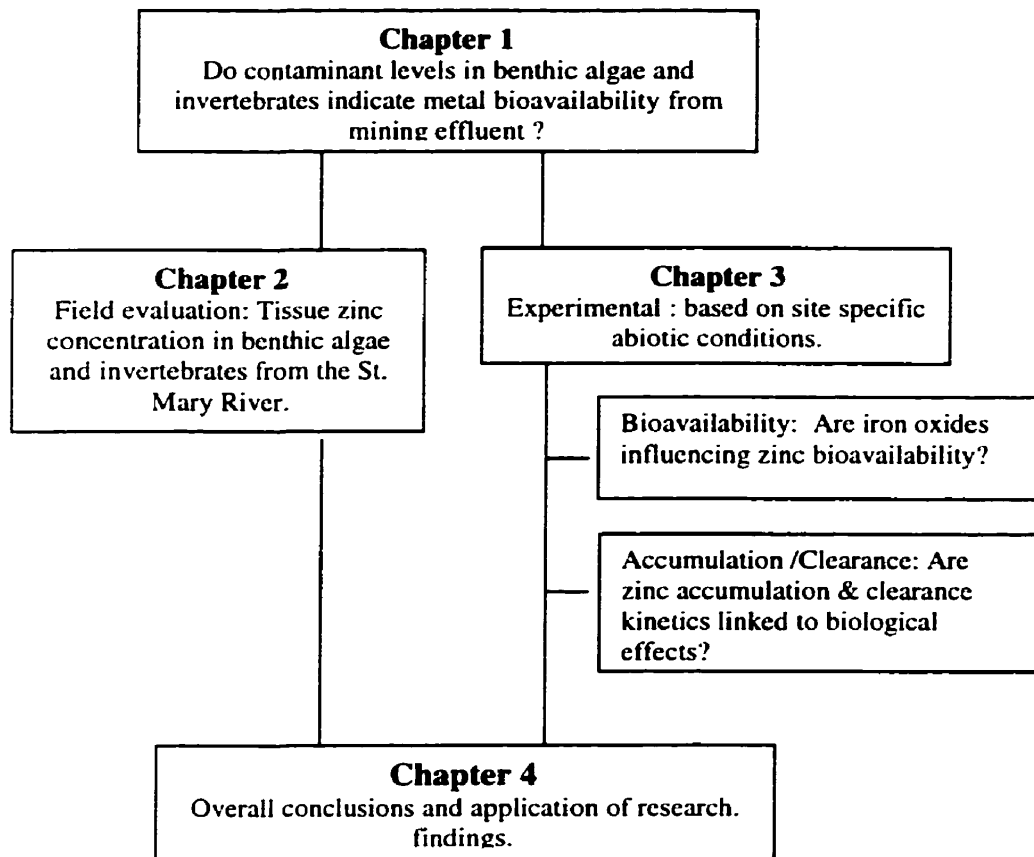 Chapter 1
Do contaminant levels in benthic algae and
invertebrates indicate metal bioavailability from
mining effluent ?
Chapter 2
Field evaluation: Tissue zinc
concentration in benthic algae
and invertebrates from the St.
Mary River.
Chapter 3
Experimental : based on site specific
abiotic conditions.
Bioavailability: Are iron oxides
influencing zinc bioavailability?
Accumulation /Clearance: Are
zinc accumulation & clearance
kinetics linked to biological
effects?
Chapter 4
Overall conclusions and application of research.
findings.